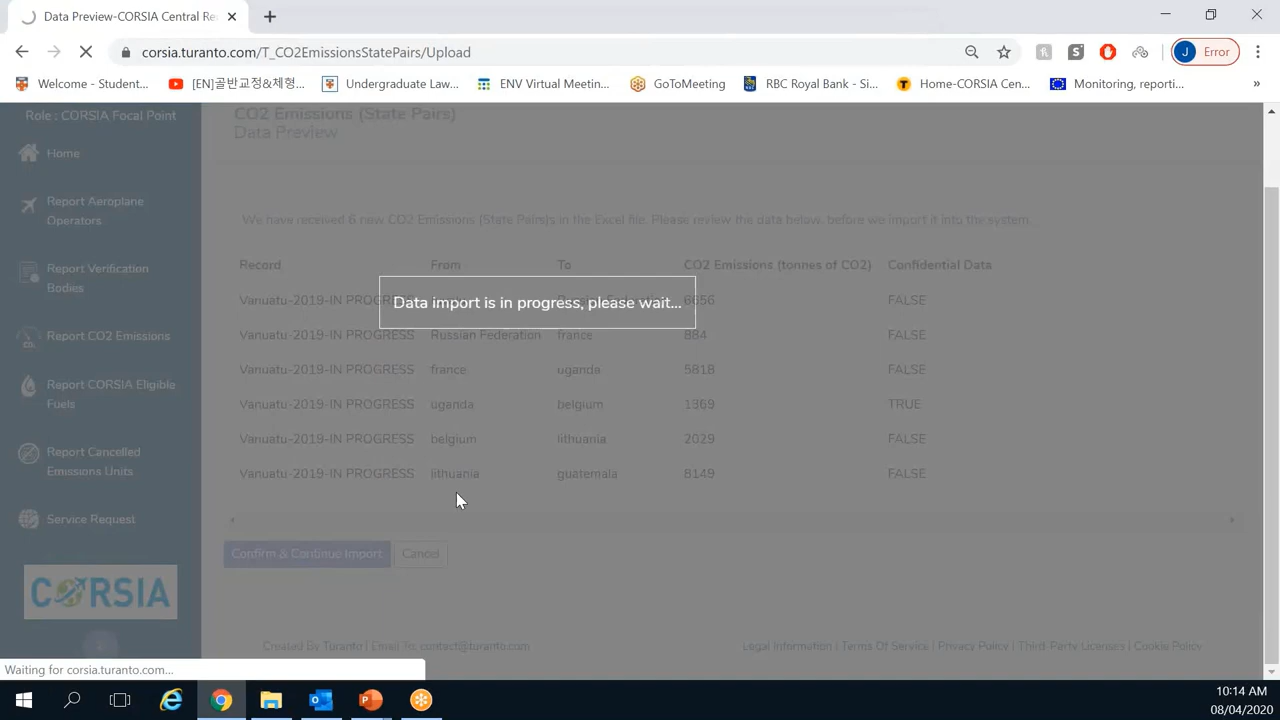 Data Preview-CORSIA Central Re
corsia.turanto.com/T_CO2EmissionsStatePairs/Upload
J Error
Welcome - Student... [EN]골반교정&체형... Undergraduate Law... ENV Virtual Meetin... GoToMeeting RBC Royal Bank - Si... Home-CORSIA Cen... Monitoring, reporti... »
Role : CORSIA Focal Point
Home
Report Aeroplane
Operators
Report Verification
Bodies
Report CO2 Emissions
Report CORSIA Eligible
Fuels
Report Cancelled
Emissions Units
Service Request
CORSIA
CO2 Emissions (State Pairs)
Data Preview
We have received 6 new CO2 Emissions (State Pairs)s in the Excel file. Please review the data below, before we import it into the system.
Record From To CO2 Emissions (tonnes of CO2) Confidential Data
Data import is in progress, please wait...
Vanuatu-2019-IN 6656 FALSE
Vanuatu-2019-IN PROGRESS Russian Federation france 884 FALSE
Vanuatu-2019-IN PROGRESS france uganda 5818 FALSE
Vanuatu-2019-IN PROGRESS uganda belgium 1369 TRUE
Vanuatu-2019-IN PROGRESS belgium lithuania 2029 FALSE
Vanuatu-2019-IN PROGRESS lithuania guatemala 8149 FALSE
Confirm & Continue Import Cancel
Created By Turanto | Email To: contact@turanto.com
Legal Information | Terms Of Service | Privacy Policy | Third-Party Licenses | Cookie Policy
Waiting for corsia.turanto.com...
10:14 AM
08/04/2020